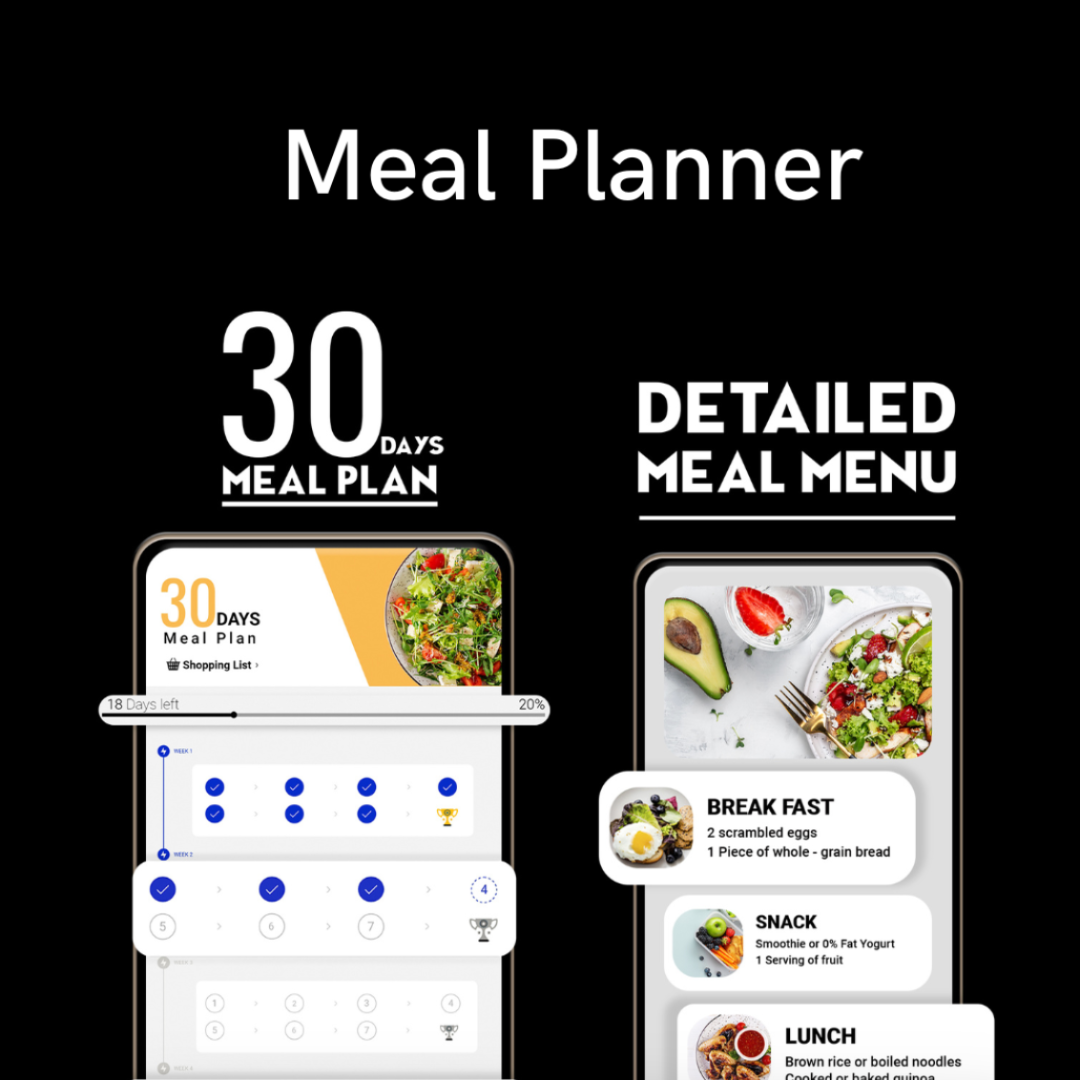 Meal Planner
30 DAYS
MEAL PLAN
DETAILED
MEAL MENU
30 DAYS
Meal Plan
Shopping List ›
18 Days left 20%
WEEK 1
WEEK 2
4
5 6 7
WEEK 3
1 2 3 4
5 6 7
WEEK 4
BREAK FAST
2 scrambled eggs
1 Piece of whole - grain bread
SNACK
Smoothie or 0% Fat Yogurt
1 Serving of fruit
LUNCH
Brown rice or boiled noodles
Cooked or baked quinoa